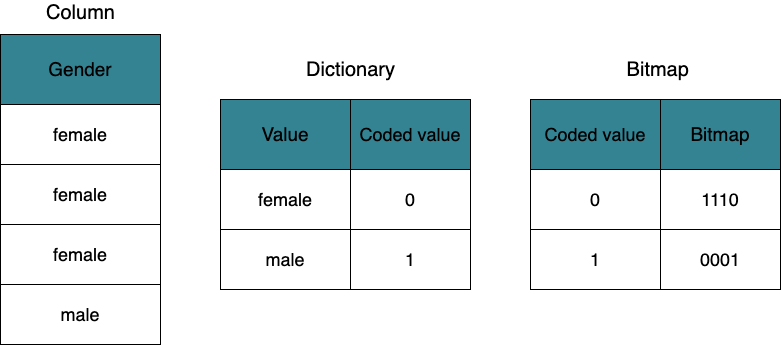 Column
Gender
female
female
female
male
Dictionary
Value Coded value
female 0
male 1
Bitmap
Coded value Bitmap
0 1110
1 0001